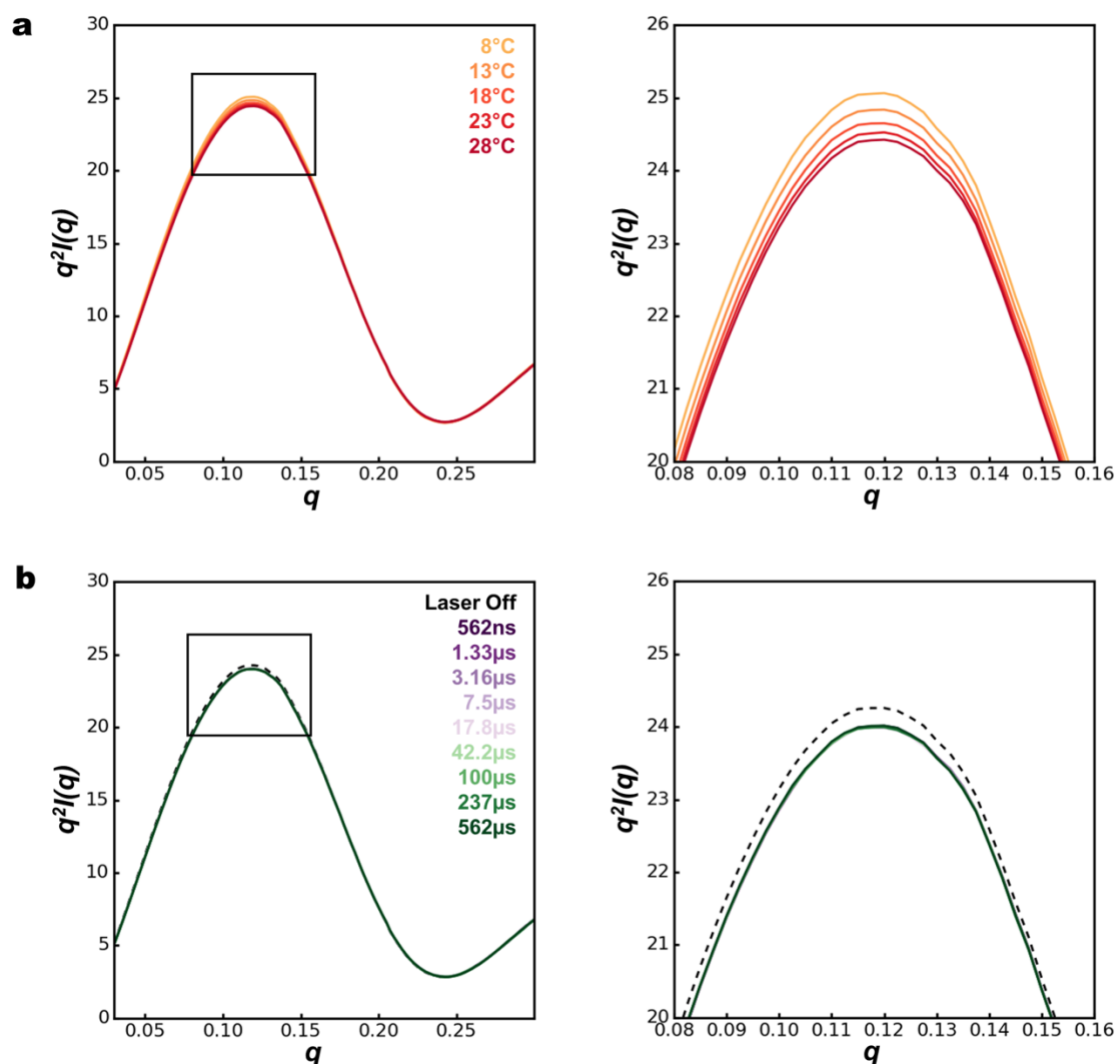 a
30
25
20
15
10
5
0
q²I(q)
8°C
13°C
18°C
23°C
28°C
0.05 0.10 0.15 0.20 0.25
q
26
25
24
23
22
21
20
q²I(q)
0.08 0.09 0.10 0.11 0.12 0.13 0.14 0.15 0.16
q
b
30
25
20
15
10
5
0
q²I(q)
Laser Off
562ns
1.33µs
3.16µs
7.5µs
17.8µs
42.2µs
100µs
237µs
562µs
0.05 0.10 0.15 0.20 0.25
q
26
25
24
23
22
21
20
q²I(q)
0.08 0.09 0.10 0.11 0.12 0.13 0.14 0.15 0.16
q